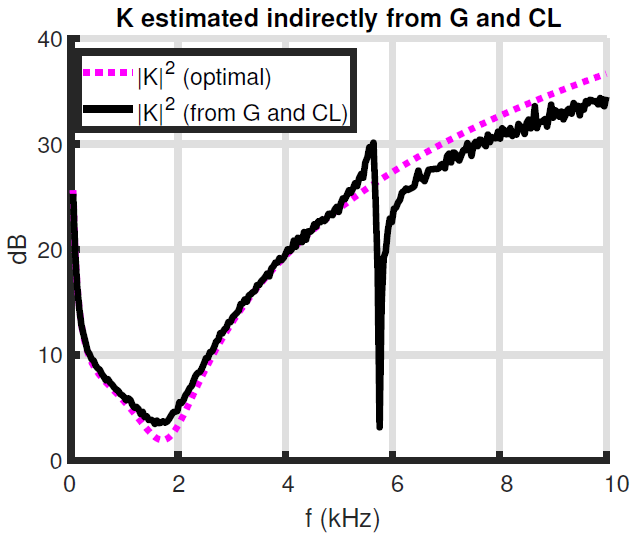 K estimated indirectly from G and CL
40
|K|² (optimal)
|K|² (from G and CL)
30
20
10
0
dB
0 2 4 6 8 10
f (kHz)